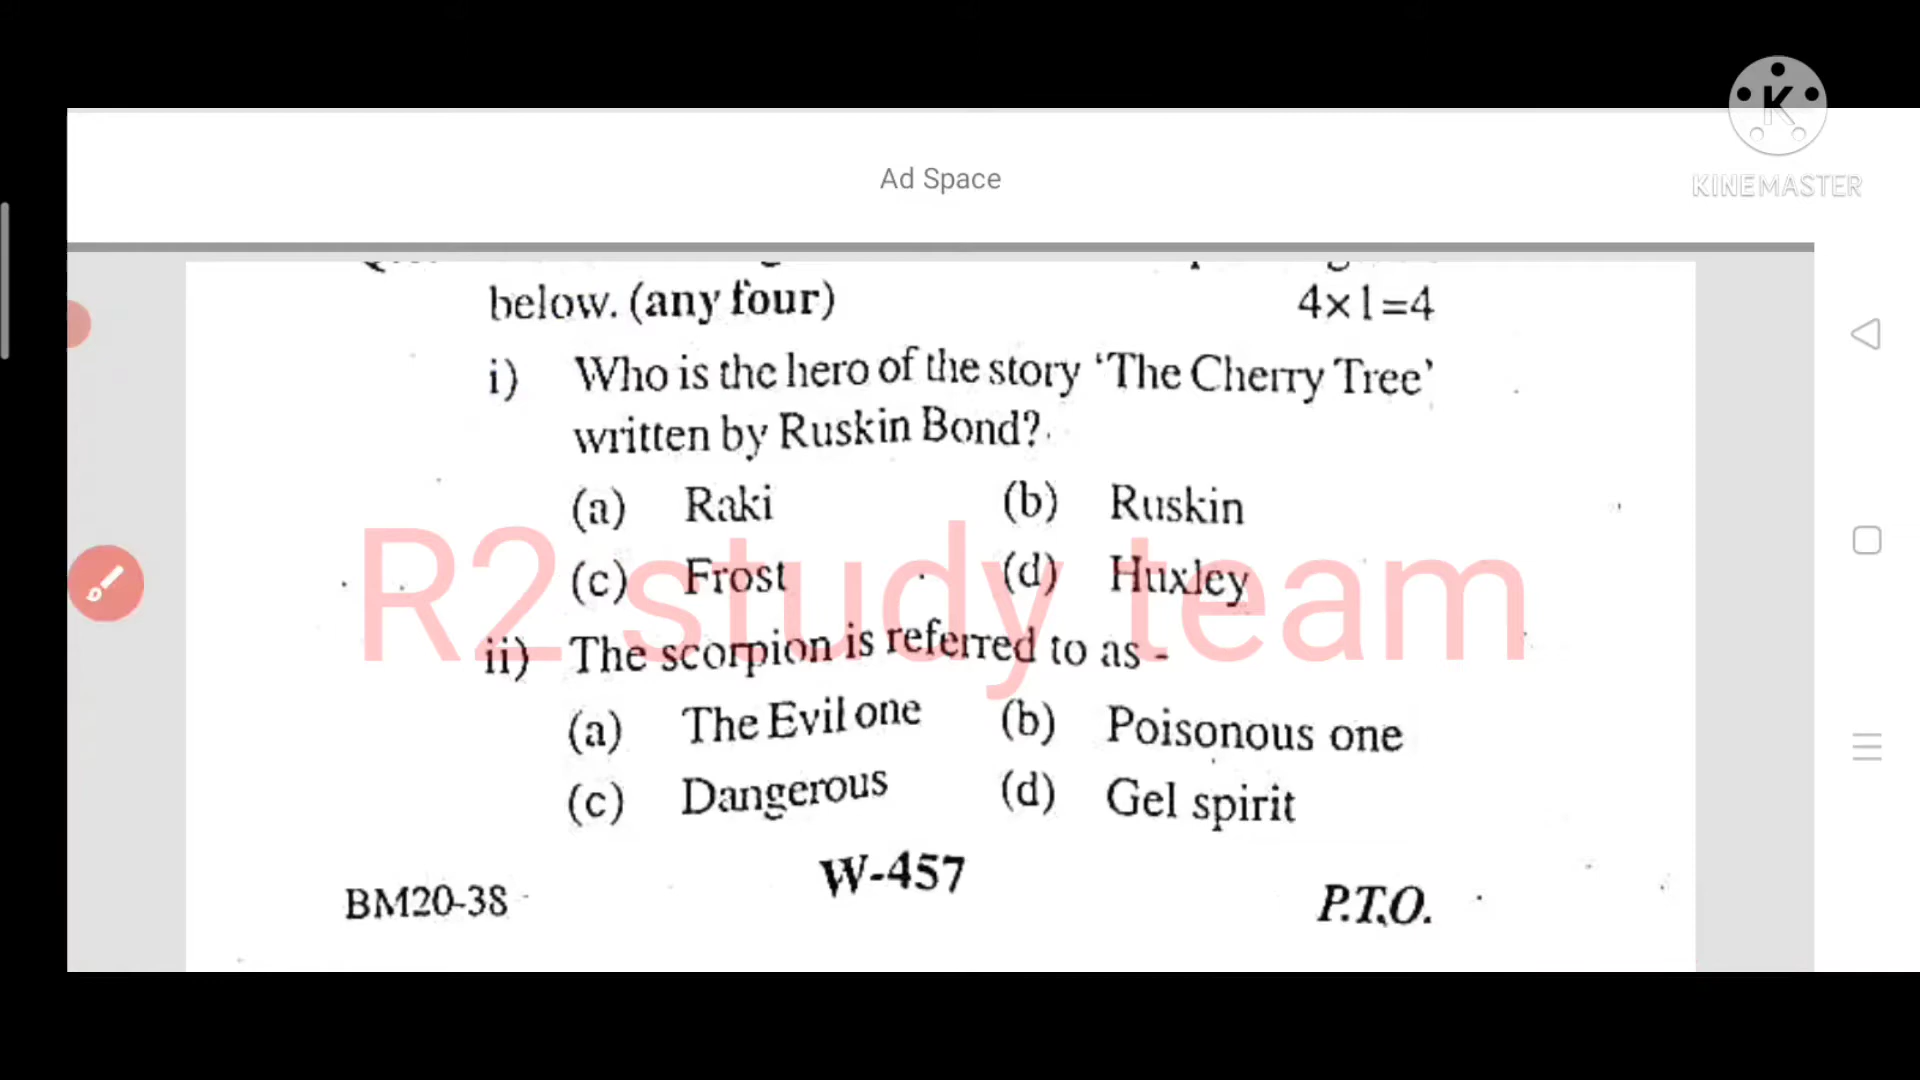 K
KINEMASTER
Ad Space
below. (any four) 4×1=4
i) Who is the hero of the story ‘The Cherry Tree’
written by Ruskin Bond?
(a) Raki (b) Ruskin
(c) Frost (d) Huxley
R2 study team
ii) The scorpion is referred to as -
(a) The Evil one (b) Poisonous one
(c) Dangerous (d) Gel spirit
W-457
BM20-38 P.T.O.